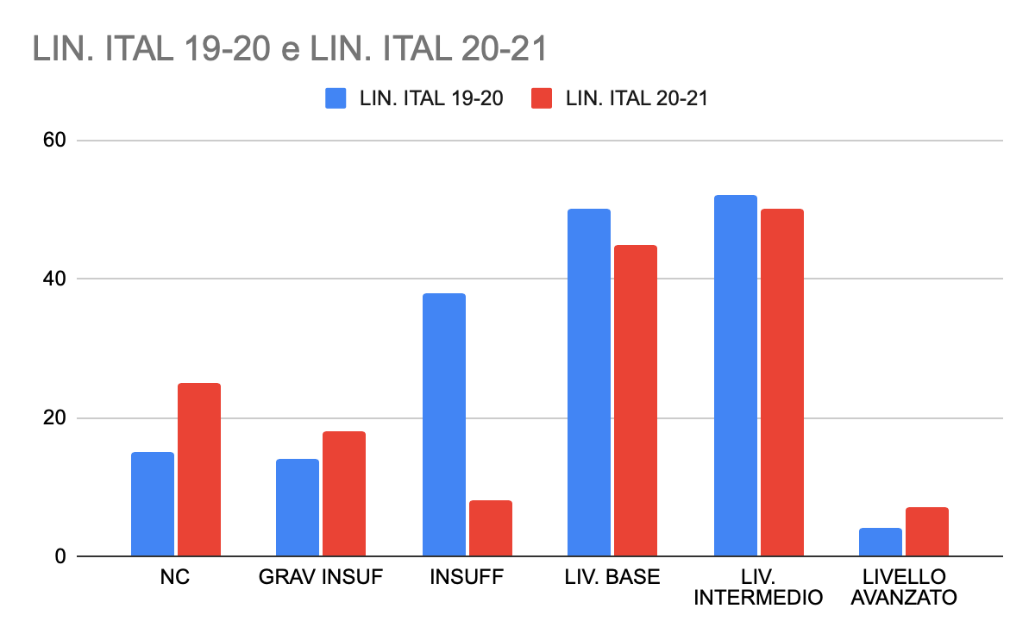 LIN. ITAL 19-20 e LIN. ITAL 20-21
LIN. ITAL 19-20 LIN. ITAL 20-21
60
40
20
0
NC GRAV INSUF INSUFF LIV. BASE LIV. LIVELLO
INTERMEDIO AVANZATO